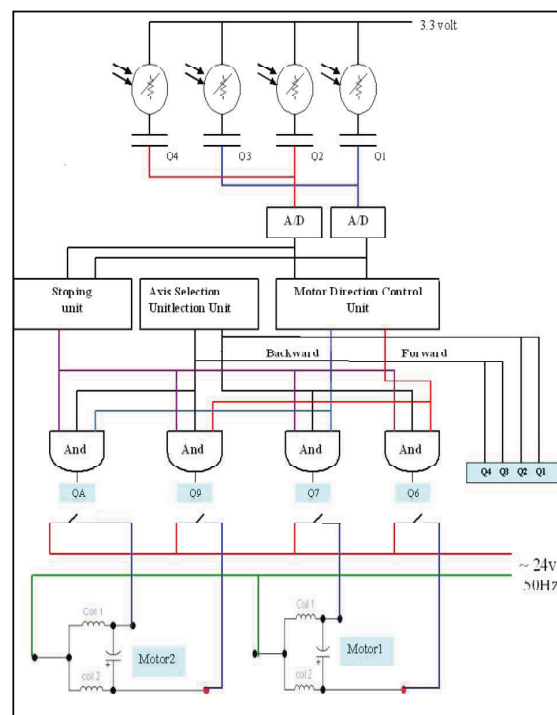 3.3 volt
Q4 Q3 Q2 Q1
A/D A/D
Stoping
unit
Axis Selection
Unitlection Unit
Motor Direction Control
Unit
Backward Forward
And And And And
Q4 Q3 Q2 Q1
QA Q9 Q7 Q6
~ 24v
50Hz
Coil 1
coil 2
Motor2
Coil 1
coil 2
Motor1